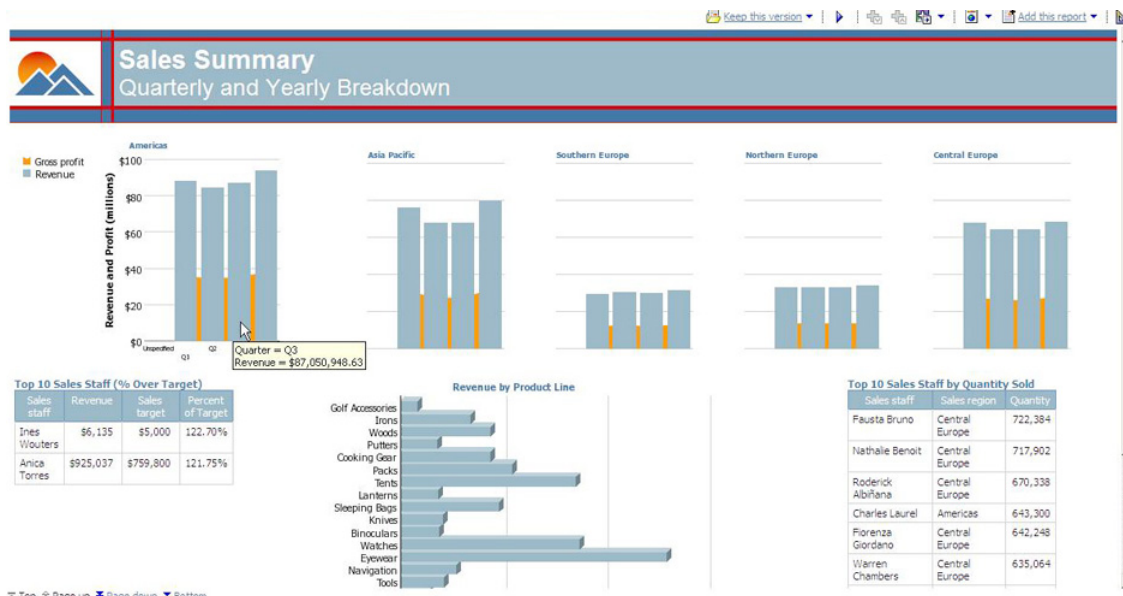 Keep this version
Add this report
Sales Summary
Quarterly and Yearly Breakdown
Gross profit
Revenue
Americas
Asia Pacific
Southern Europe
Northern Europe
Central Europe
Revenue and Profit (millions)
$100
$80
$60
$40
$20
$0
Unspecified
Q1
Q2
Quarter = Q3
Revenue = $87,050,948.63
Top 10 Sales Staff (% Over Target)
Sales staff Revenue Sales target Percent of Target
Ines Wouters $6,135 $5,000 122.70%
Anica Torres $925,037 $759,800 121.75%
Revenue by Product Line
Golf Accessories
Irons
Woods
Putters
Cooking Gear
Packs
Tents
Lanterns
Sleeping Bags
Knives
Binoculars
Watches
Eyewear
Navigation
Tools
Top 10 Sales Staff by Quantity Sold
Sales staff Sales region Quantity
Fausta Bruno Central Europe 722,384
Nathalie Benoit Central Europe 717,902
Roderick Albiñana Central Europe 670,338
Charles Laurel Americas 643,300
Fiorenza Giordano Central Europe 642,248
Warren Chambers Central Europe 635,064
Top Page up Page down Bottom